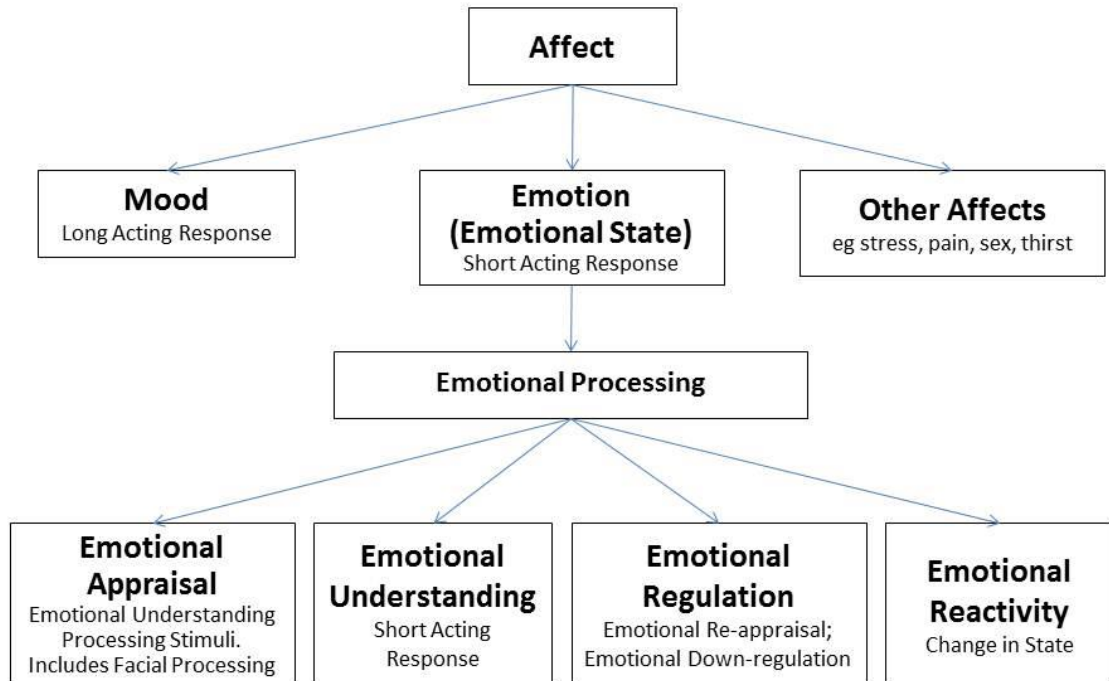 Affect
Mood
Long Acting Response
Emotion
(Emotional State)
Short Acting Response
Other Affects
eg stress, pain, sex, thirst
Emotional Processing
Emotional
Appraisal
Emotional Understanding
Processing Stimuli.
Includes Facial Processing
Emotional
Understanding
Short Acting
Response
Emotional
Regulation
Emotional Re-appraisal;
Emotional Down-regulation
Emotional
Reactivity
Change in State